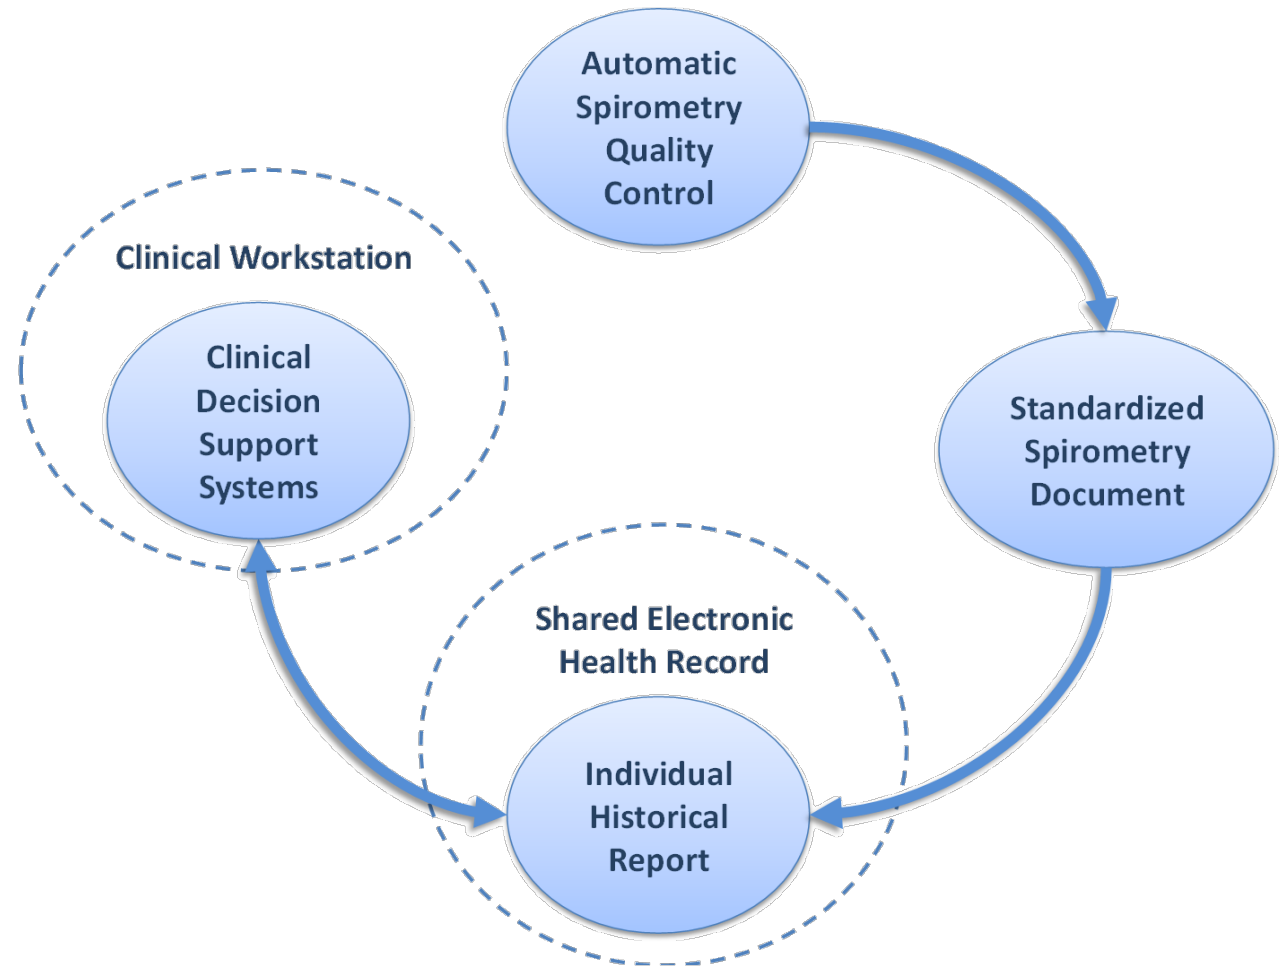 Automatic
Spirometry
Quality
Control
Clinical Workstation
Clinical
Decision
Support
Systems
Standardized
Spirometry
Document
Shared Electronic
Health Record
Individual
Historical
Report